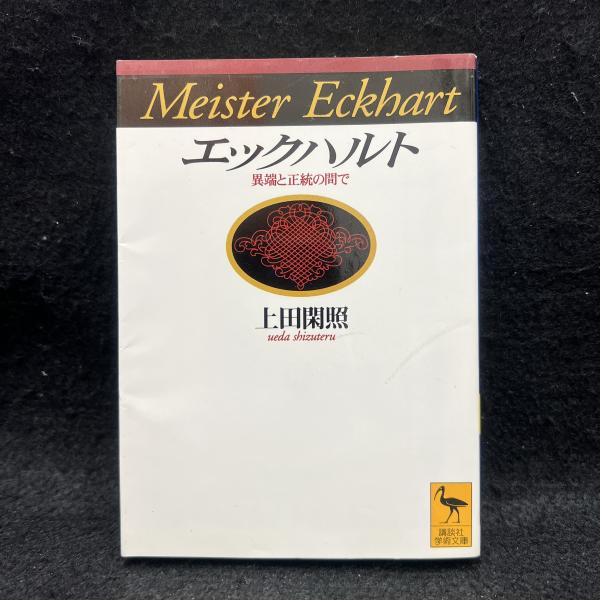 Meister Eckhart
エックハルト
異端と正統の間で
上田閑照
ueda shizuteru
講談社
学術文庫